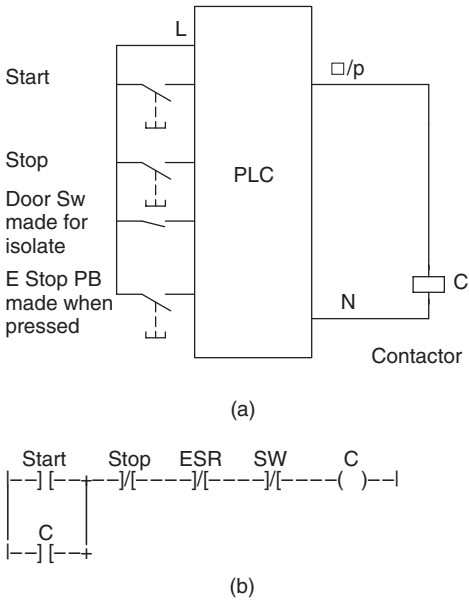 L
Start
□/p
Stop
PLC
Door Sw
made for
isolate
E Stop PB
made when
pressed
C
N
Contactor
(a)
Start Stop ESR SW C
|––] [––+––]/[––––]/[––––]/[––––( )––|
C
|––] [––+
(b)